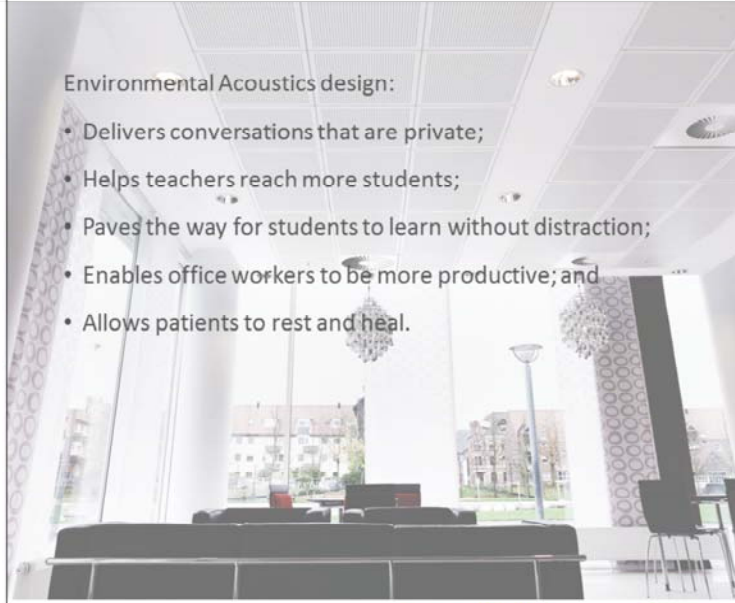 Environmental Acoustics design:
• Delivers conversations that are private;
• Helps teachers reach more students;
• Paves the way for students to learn without distraction;
• Enables office workers to be more productive; and
• Allows patients to rest and heal.